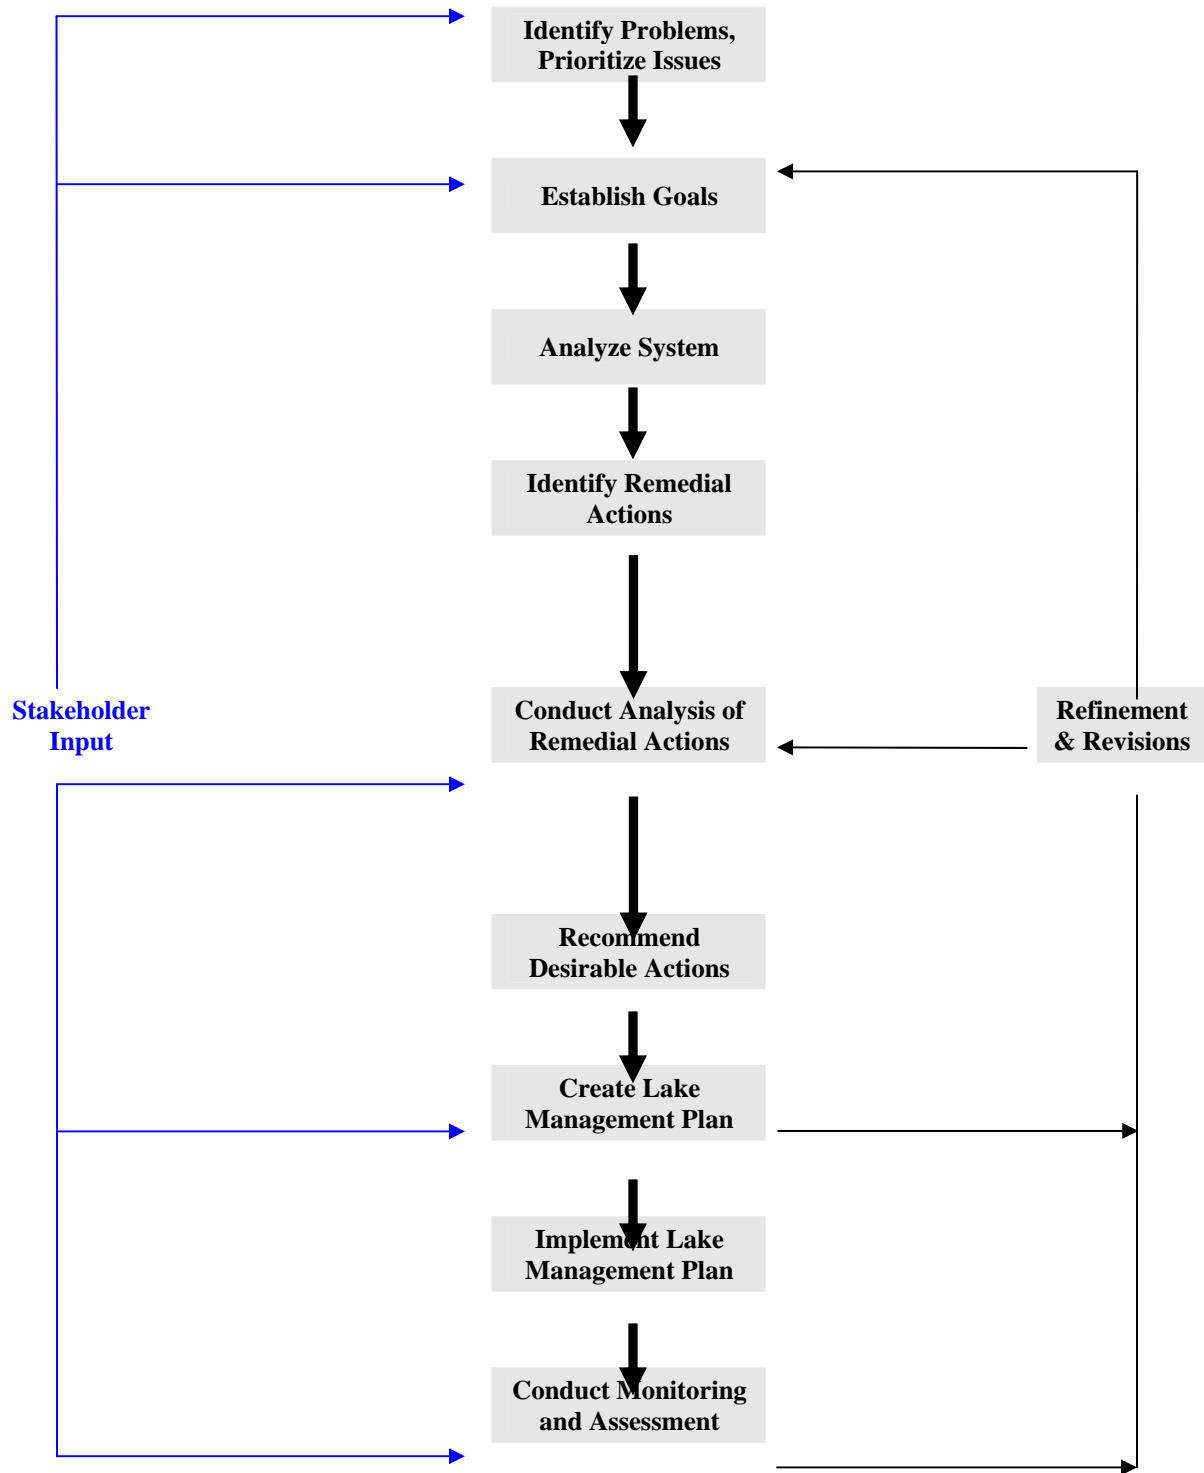 Identify Problems,
Prioritize Issues
Establish Goals
Analyze System
Identify Remedial
Actions
Stakeholder
Input
Conduct Analysis of
Remedial Actions
Refinement
& Revisions
Recommend
Desirable Actions
Create Lake
Management Plan
Implement Lake
Management Plan
Conduct Monitoring
and Assessment